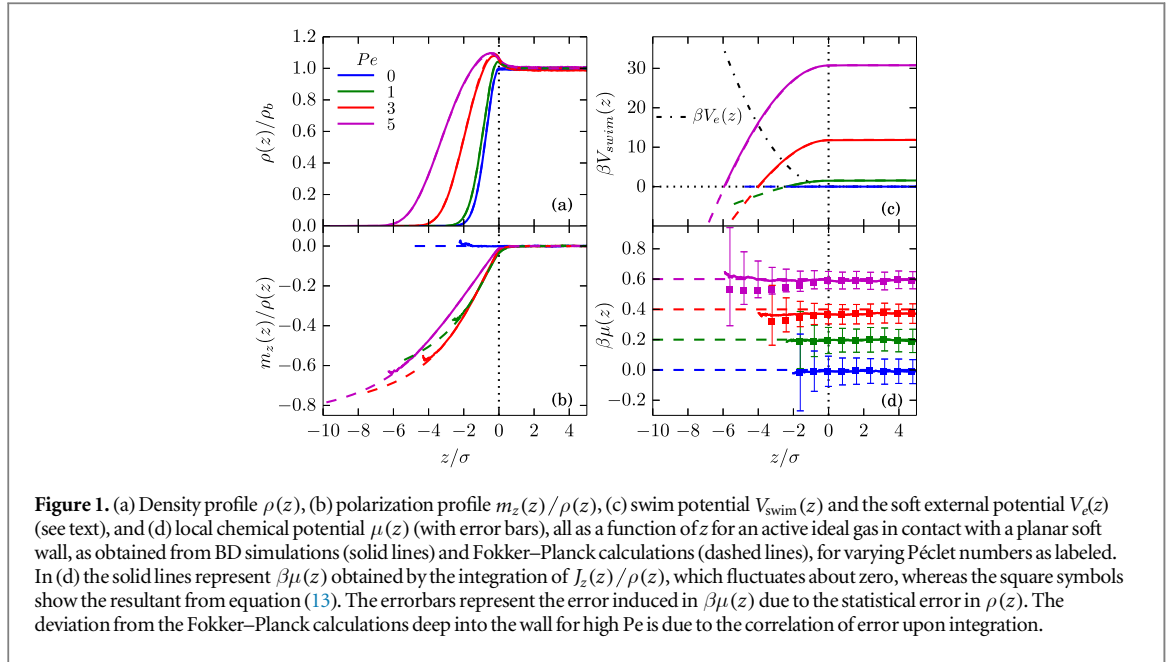 1.2
1.0
0.8
0.6
0.4
0.2
0.0
ρ(z)/ρ_b
Pe
0
1
3
5
(a)
30
20
10
0
βV_swim(z)
βV_e(z)
(c)
0.0
−0.2
−0.4
−0.6
−0.8
m_z(z)/ρ(z)
(b)
−10 −8 −6 −4 −2 0 2 4
z/σ
0.8
0.6
0.4
0.2
0.0
−0.2
βμ(z)
(d)
−10 −8 −6 −4 −2 0 2 4
z/σ
Figure 1. (a) Density profile ρ(z), (b) polarization profile m_z(z)/ρ(z), (c) swim potential V_swim(z) and the soft external potential V_e(z)
(see text), and (d) local chemical potential μ(z) (with error bars), all as a function of z for an active ideal gas in contact with a planar soft
wall, as obtained from BD simulations (solid lines) and Fokker–Planck calculations (dashed lines), for varying Péclet numbers as labeled.
In (d) the solid lines represent βμ(z) obtained by the integration of J_z(z)/ρ(z), which fluctuates about zero, whereas the square symbols
show the resultant from equation (13). The errorbars represent the error induced in βμ(z) due to the statistical error in ρ(z). The
deviation from the Fokker–Planck calculations deep into the wall for high Pe is due to the correlation of error upon integration.